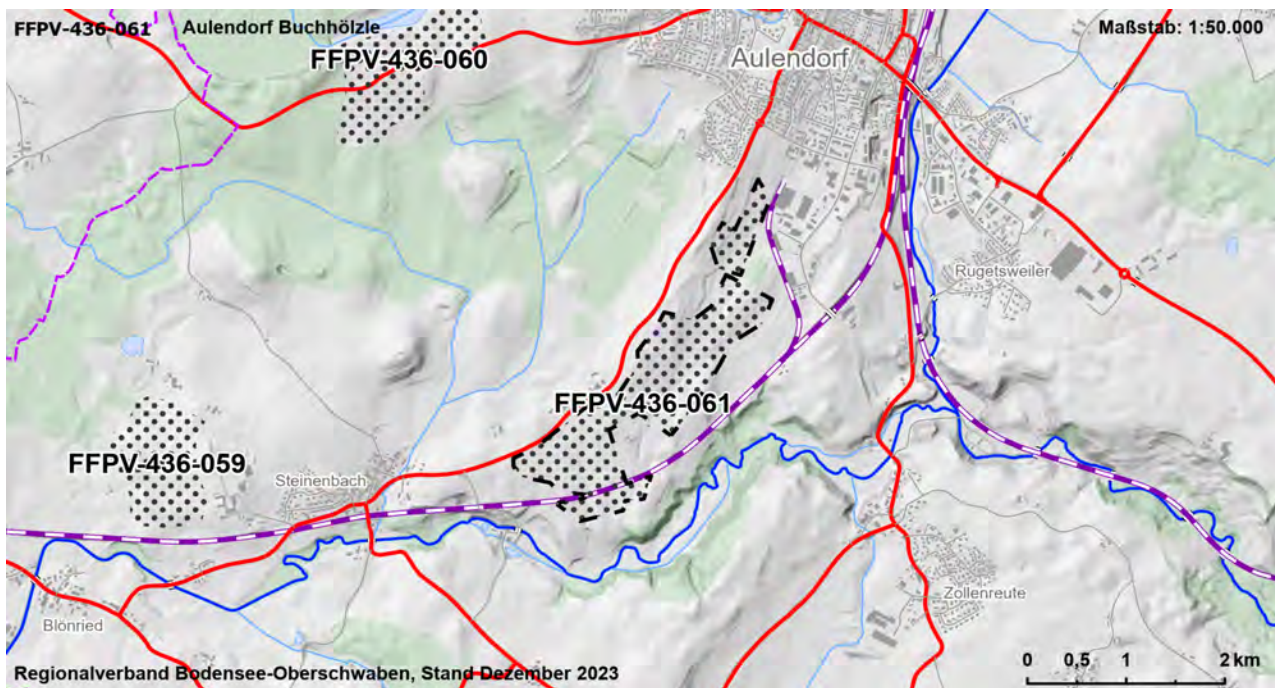 FFPV-436-061 Aulendorf Buchhölzle Maßstab: 1:50.000
FFPV-436-060
Aulendorf
Rugetsweiler
FFPV-436-061
FFPV-436-059
Steinenbach
Zollenreute
Blönried
0 0,5 1 2 km
Regionalverband Bodensee-Oberschwaben, Stand Dezember 2023